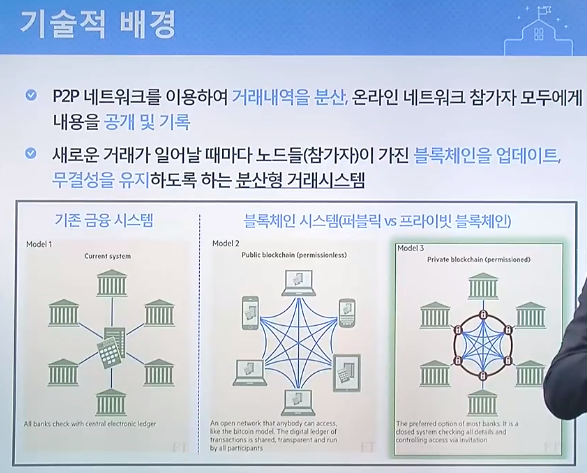 기술적 배경
P2P 네트워크를 이용하여 거래내역을 분산, 온라인 네트워크 참가자 모두에게
내용을 공개 및 기록
새로운 거래가 일어날 때마다 노드들(참가자)이 가진 블록체인을 업데이트,
무결성을 유지하도록 하는 분산형 거래시스템
기존 금융 시스템
블록체인 시스템(퍼블릭 vs 프라이빗 블록체인)
Model 1
Current system
All banks check with central electronic ledger
FT
Model 2
Public blockchain (permissionless)
An open network that anybody can access,
like the bitcoin model. The digital ledger of
transactions is shared, transparent and run
by all participants
FT
Model 3
Private blockchain (permissioned)
The preferred option of most banks. It is a
closed system checking all details and
controlling access via invitation
FT